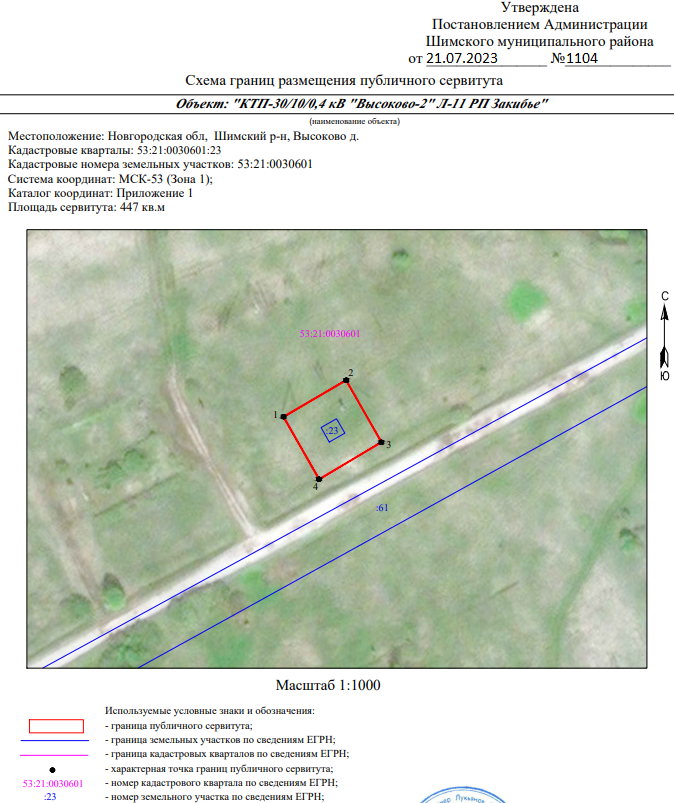 Утверждена
Постановлением Администрации
Шимского муниципального района
от 21.07.2023 №1104
Схема границ размещения публичного сервитута
Объект: "КТП-30/10/0,4 кВ "Высоково-2" Л-11 РП Закибье"
(наименование объекта)
Местоположение: Новгородская обл, Шимский р-н, Высоково д.
Кадастровые кварталы: 53:21:0030601:23
Кадастровые номера земельных участков: 53:21:0030601
Система координат: МСК-53 (Зона 1);
Каталог координат: Приложение 1
Площадь сервитута: 447 кв.м
С
Ю
53:21:0030601
2
1
:23
3
4
:61
Масштаб 1:1000
Используемые условные знаки и обозначения:
- граница публичного сервитута;
- граница земельных участков по сведениям ЕГРН;
- граница кадастровых кварталов по сведениям ЕГРН;
- характерная точка границ публичного сервитута;
53:21:0030601 - номер кадастрового квартала по сведениям ЕГРН;
:23 - номер земельного участка по сведениям ЕГРН;